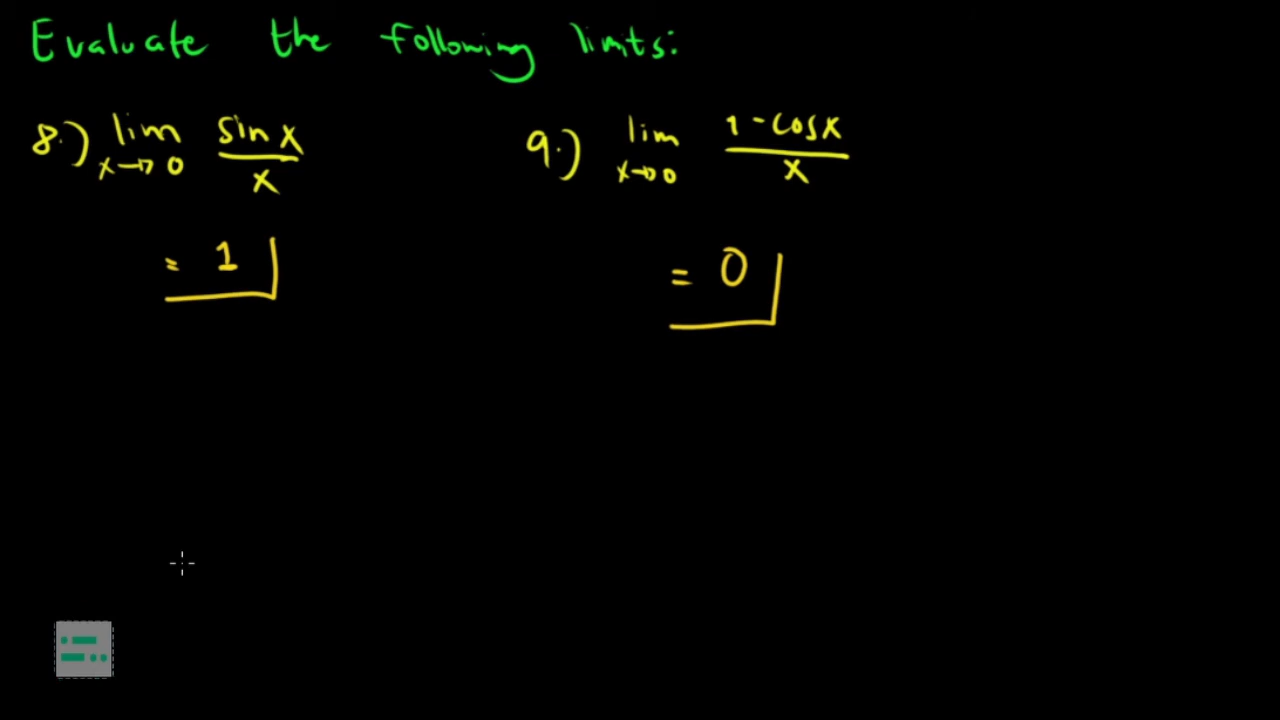 Evaluate the following limits:
8.) lim x→0 sin x / x
= 1
9.) lim x→0 1 - cos x / x
= 0